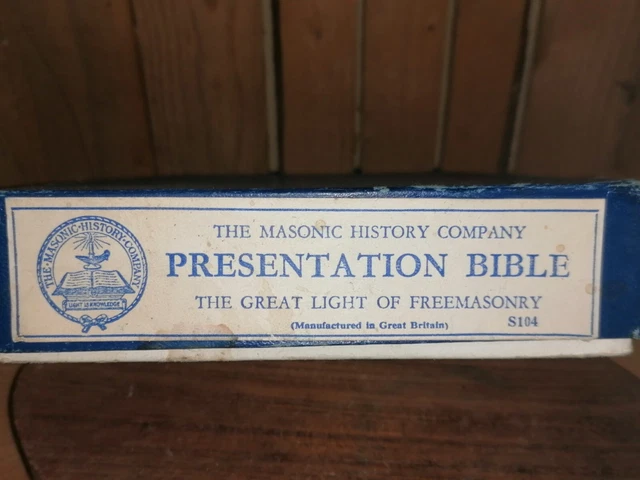 THE·MASONIC·HISTORY·COMPANY·
LIGHT IS KNOWLEDGE
THE MASONIC HISTORY COMPANY
PRESENTATION BIBLE
THE GREAT LIGHT OF FREEMASONRY
(Manufactured in Great Britain)
S104